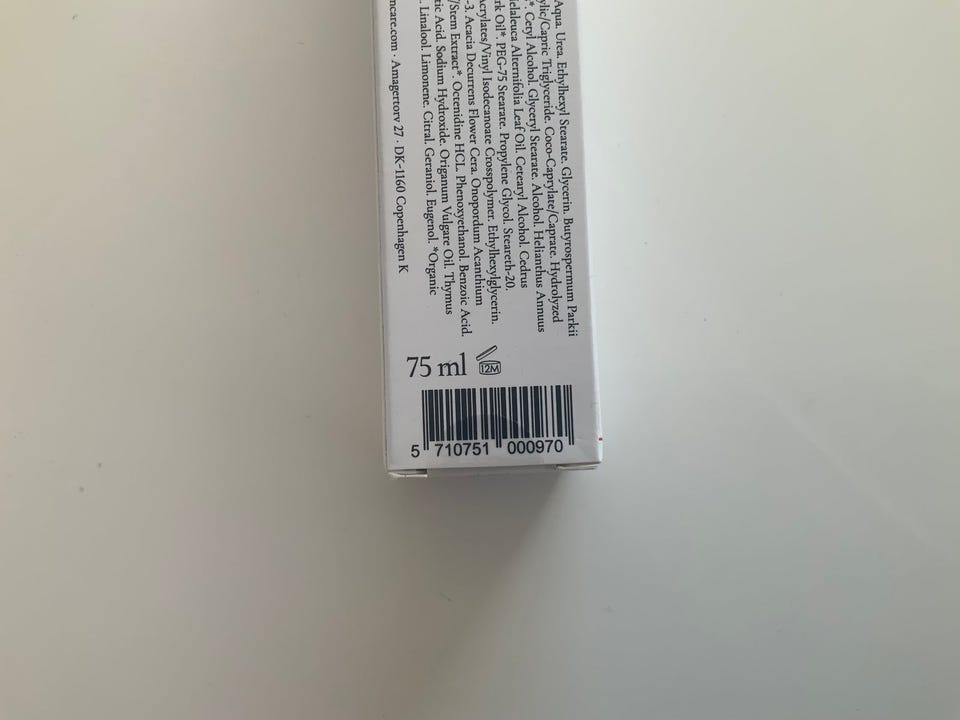 Aqua. Urea. Ethylhexyl Stearate. Glycerin. Butyrospermum Parkii
ylic/Capric Triglyceride. Coco-Caprylate/Caprate. Hydrolyzed
*. Cetyl Alcohol. Glyceryl Stearate. Alcohol. Helianthus Annuus
elaleuca Alternifolia Leaf Oil. Cetearyl Alcohol. Cedrus
rk Oil*. PEG-75 Stearate. Propylene Glycol. Steareth-20.
Acrylates/Vinyl Isodecanoate Crosspolymer. Ethylhexylglycerin.
-3. Acacia Decurrens Flower Cera. Onopordum Acanthium
/Stem Extract*. Octenidine HCL. Phenoxyethanol. Benzoic Acid.
tic Acid. Sodium Hydroxide. Origanum Vulgare Oil. Thymus
. Linalool. Limonene. Citral. Geraniol. Eugenol. *Organic
ncare.com · Amagertorv 27 · DK-1160 Copenhagen K
75 ml 12M
5 710751 000970